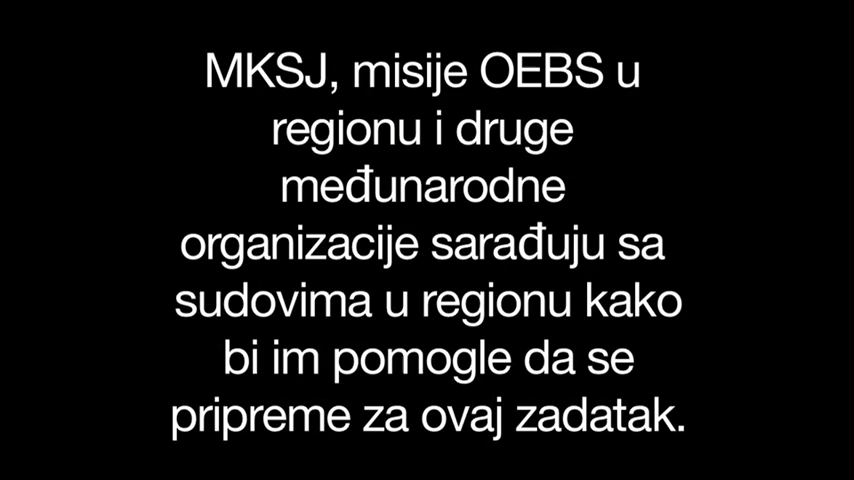 MKSJ, misije OEBS u
regionu i druge
međunarodne
organizacije sarađuju sa
sudovima u regionu kako
bi im pomogle da se
pripreme za ovaj zadatak.